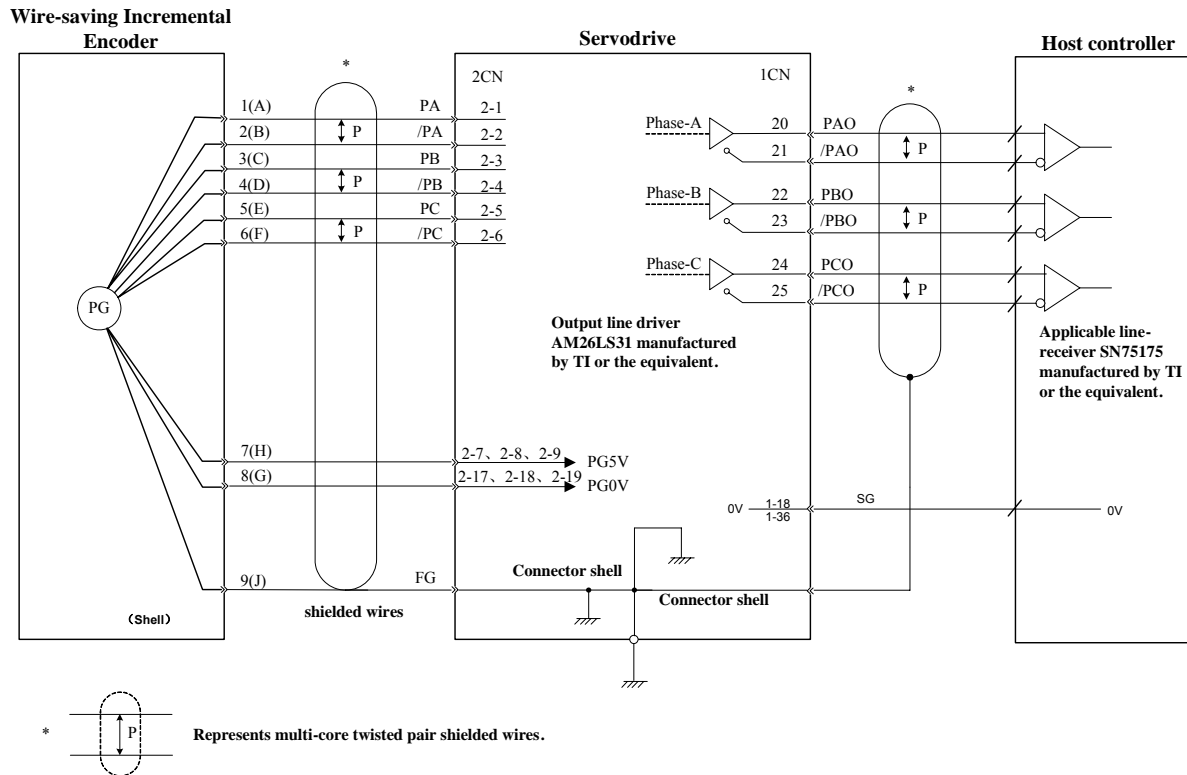 Wire-saving Incremental
Encoder
Servodrive
Host controller
*
2CN
1CN
*
1(A)
PA
2-1
2(B)
P
/PA
2-2
3(C)
PB
2-3
4(D)
P
/PB
2-4
5(E)
PC
2-5
6(F)
P
/PC
2-6
Phase-A
20
PAO
21
/PAO
P
Phase-B
22
PBO
23
/PBO
P
Phase-C
24
PCO
25
/PCO
P
PG
Output line driver
AM26LS31 manufactured
by TI or the equivalent.
Applicable line-
receiver SN75175
manufactured by TI
or the equivalent.
7(H)
2-7、2-8、2-9
PG5V
8(G)
2-17、2-18、2-19
PG0V
0V
1-18
1-36
SG
0V
9(J)
FG
Connector shell
Connector shell
(Shell)
shielded wires
*
P
Represents multi-core twisted pair shielded wires.